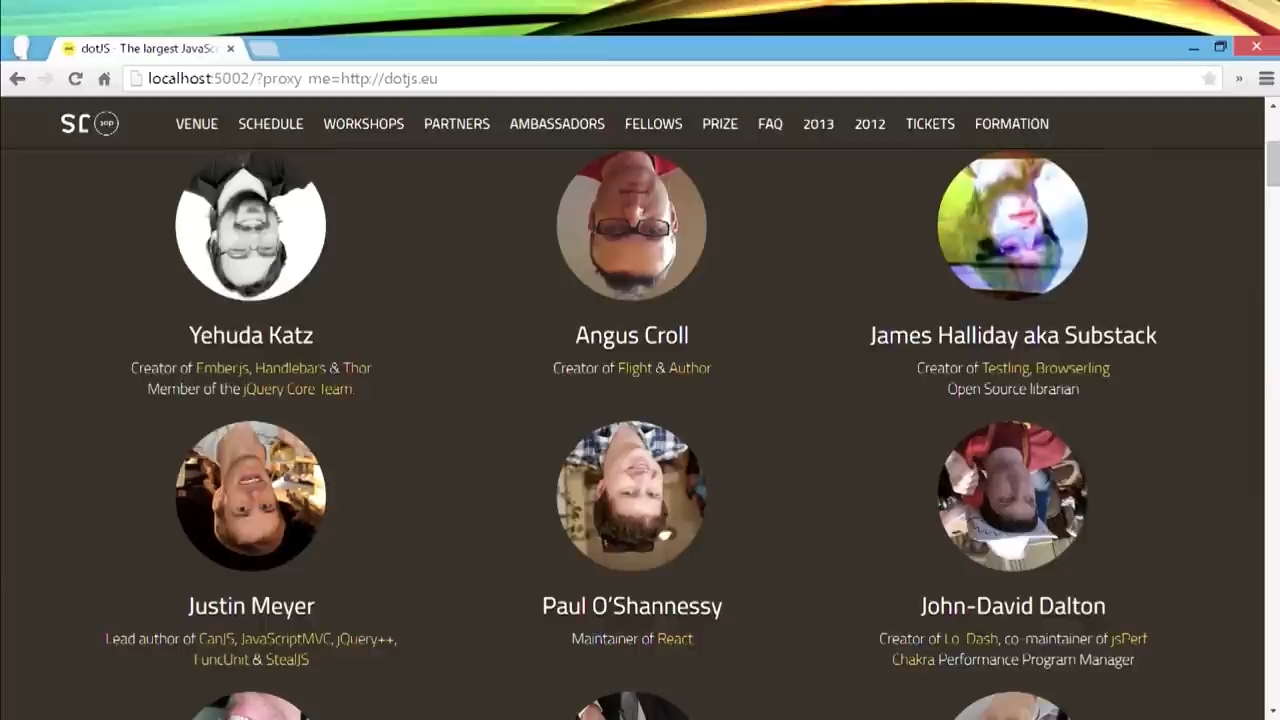 dotJS - The largest JavaSc
localhost:5002/?proxy me=http://dotjs.eu
VENUE SCHEDULE WORKSHOPS PARTNERS AMBASSADORS FELLOWS PRIZE FAQ 2013 2012 TICKETS FORMATION
Yehuda Katz
Creator of Ember.js, Handlebars & Thor
Member of the jQuery Core Team.
Angus Croll
Creator of Flight & Author
James Halliday aka Substack
Creator of Testling, Browserling
Open Source librarian
Justin Meyer
Lead author of CanJS, JavaScriptMVC, jQuery++,
FuncUnit & StealJS
Paul O'Shannessy
Maintainer of React
John-David Dalton
Creator of Lo Dash, co-maintainer of jsPerf
Chakra Performance Program Manager